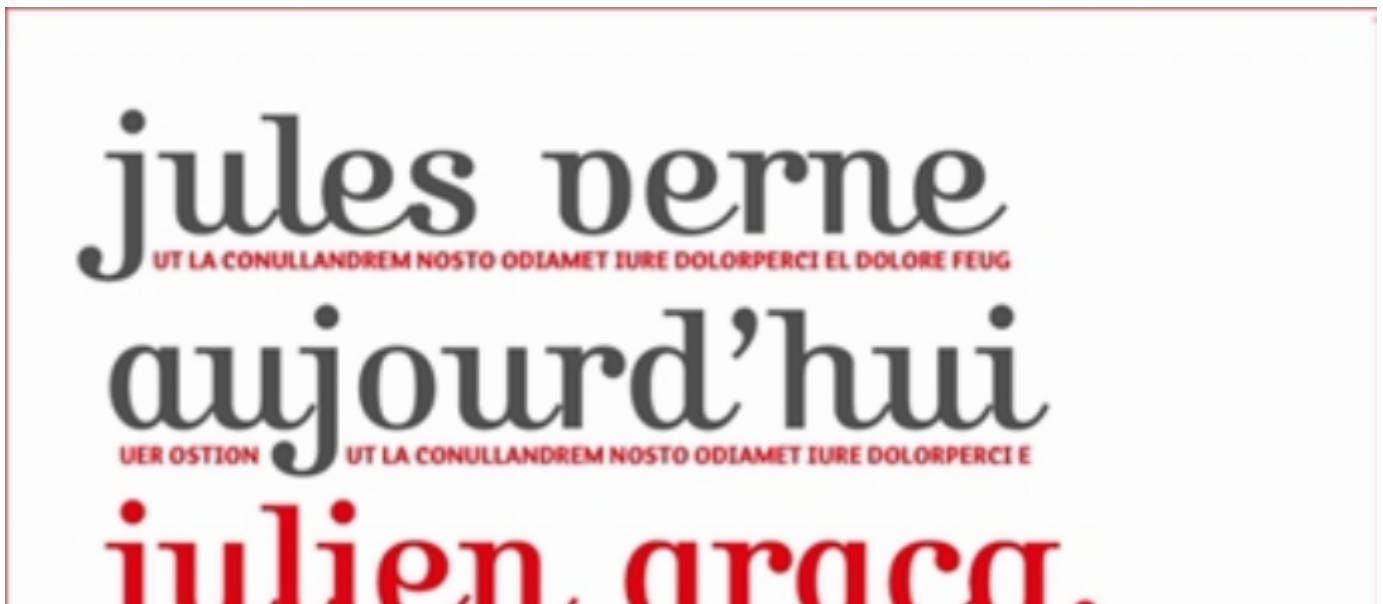 jules verne
UT LA CONULLANDREM NOSTO ODIAMET IURE DOLORPERCI EL DOLORE FEUG
aujourd’hui
UER OSTION UT LA CONULLANDREM NOSTO ODIAMET IURE DOLORPERCI E
julien gracq.